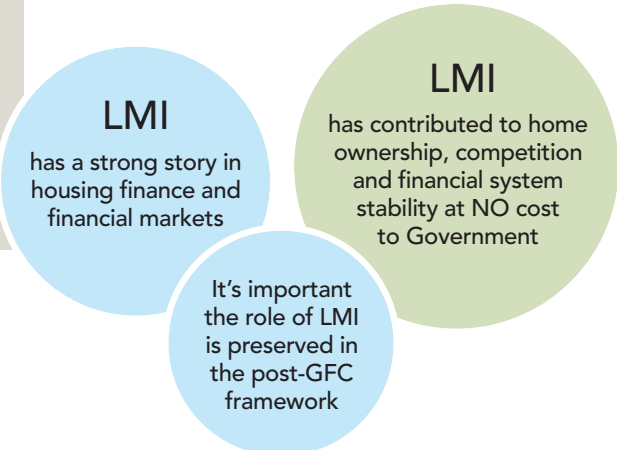 LMI
has a strong story in
housing finance and
financial markets
LMI
has contributed to home
ownership, competition
and financial system
stability at NO cost
to Government
It's important
the role of LMI
is preserved in
the post-GFC
framework